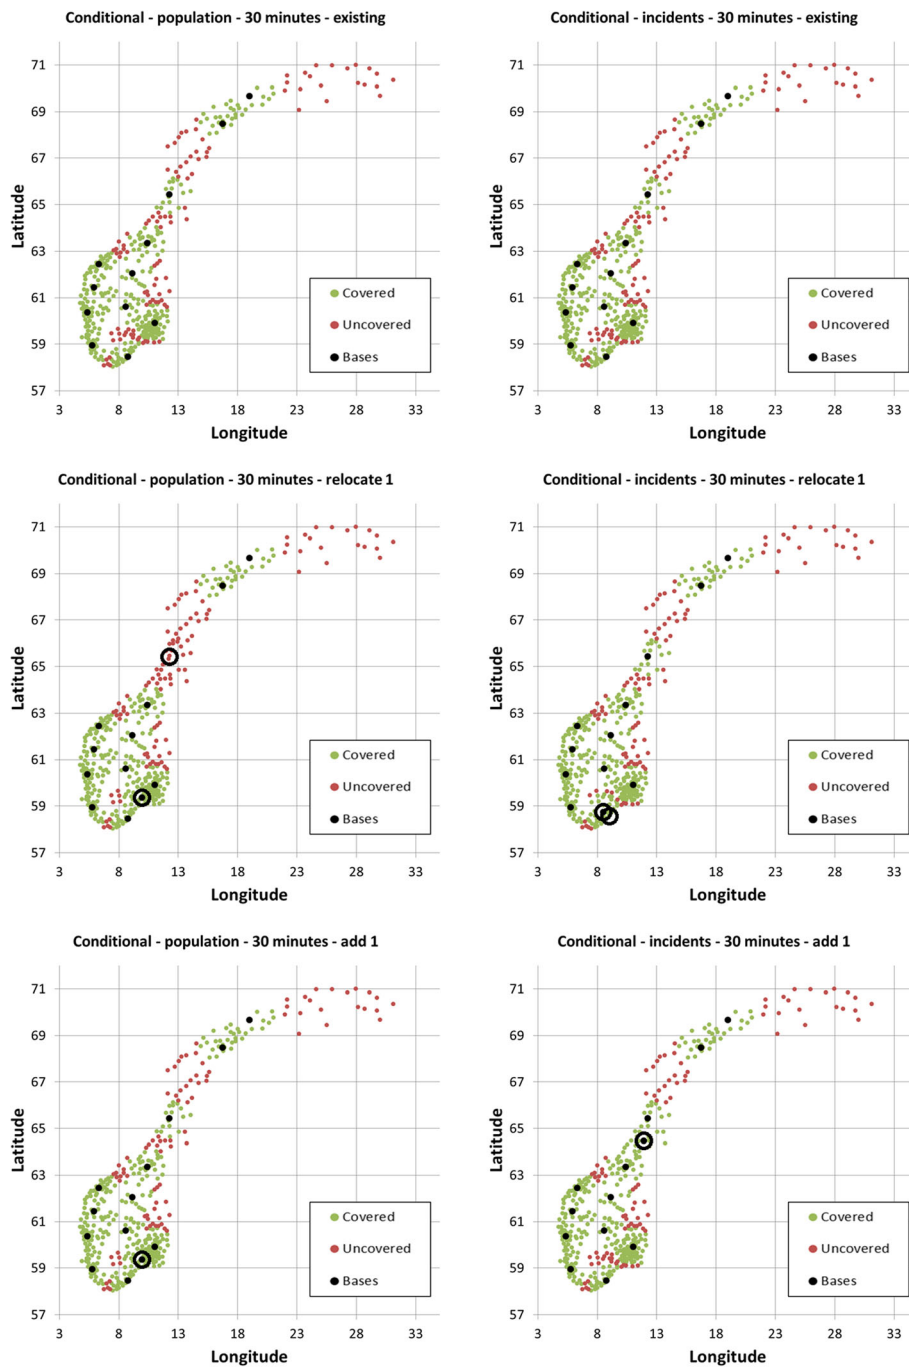 Conditional - population - 30 minutes - existing
Latitude
71
69
67
65
63
61
59
57
3 8 13 18 23 28 33
Longitude
Covered
Uncovered
Bases
Conditional - incidents - 30 minutes - existing
Latitude
71
69
67
65
63
61
59
57
3 8 13 18 23 28 33
Longitude
Covered
Uncovered
Bases
Conditional - population - 30 minutes - relocate 1
Latitude
71
69
67
65
63
61
59
57
3 8 13 18 23 28 33
Longitude
Covered
Uncovered
Bases
Conditional - incidents - 30 minutes - relocate 1
Latitude
71
69
67
65
63
61
59
57
3 8 13 18 23 28 33
Longitude
Covered
Uncovered
Bases
Conditional - population - 30 minutes - add 1
Latitude
71
69
67
65
63
61
59
57
3 8 13 18 23 28 33
Longitude
Covered
Uncovered
Bases
Conditional - incidents - 30 minutes - add 1
Latitude
71
69
67
65
63
61
59
57
3 8 13 18 23 28 33
Longitude
Covered
Uncovered
Bases